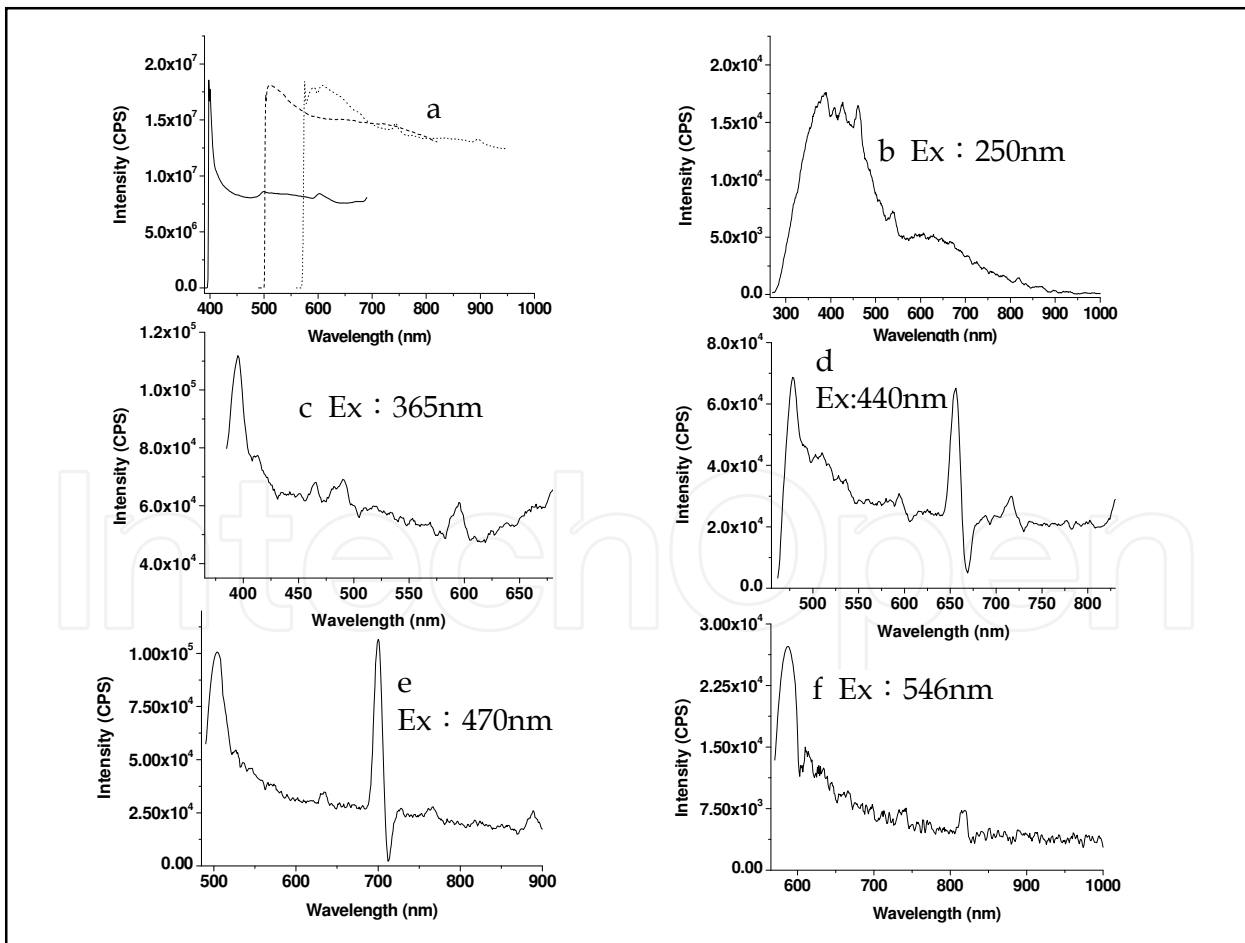 Intensity (CPS)
2.0x10⁷
1.5x10⁷
1.0x10⁷
5.0x10⁶
0.0
a
400 500 600 700 800 900 1000
Wavelength (nm)
Intensity (CPS)
2.0x10⁴
1.5x10⁴
1.0x10⁴
5.0x10³
0.0
b Ex：250nm
300 400 500 600 700 800 900 1000
Wavelength (nm)
Intensity (CPS)
1.2x10⁵
1.0x10⁵
8.0x10⁴
6.0x10⁴
4.0x10⁴
c Ex：365nm
400 450 500 550 600 650
Wavelength (nm)
Intensity (CPS)
8.0x10⁴
6.0x10⁴
4.0x10⁴
2.0x10⁴
0.0
d
Ex:440nm
500 550 600 650 700 750 800
Wavelength (nm)
IntechOpen
Intensity (CPS)
1.00x10⁵
7.50x10⁴
5.00x10⁴
2.50x10⁴
0.00
e
Ex：470nm
500 600 700 800 900
Wavelength (nm)
Intensity (CPS)
3.00x10⁴
2.25x10⁴
1.50x10⁴
7.50x10³
0.00
f Ex：546nm
600 700 800 900 1000
Wavelength (nm)